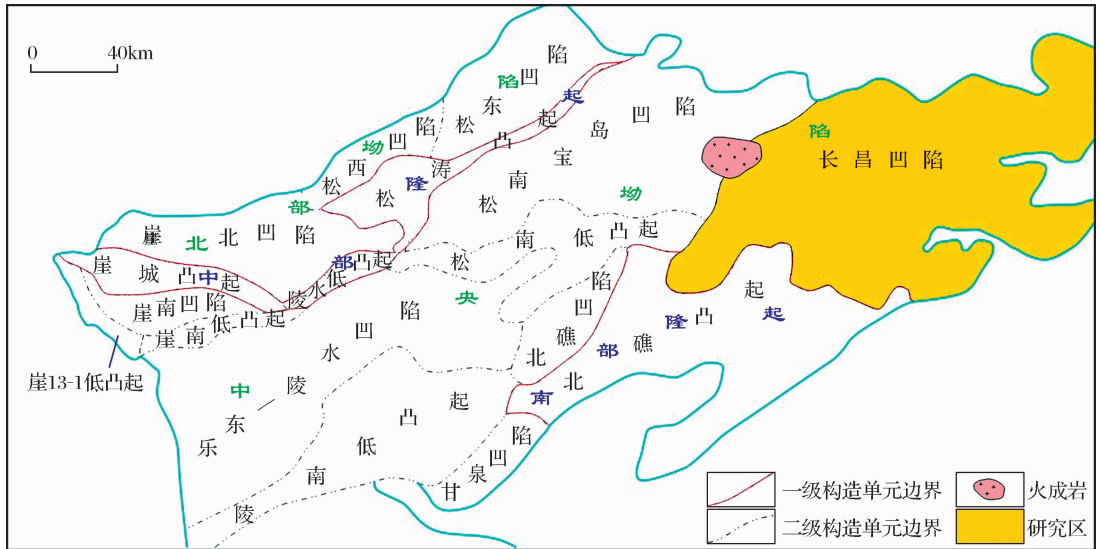 0 40km
松东凹陷
松西凹陷
北部坳陷
崖北凹陷
松涛凸起
中部隆起
崖城凸起
陵水低凸起
崖南凹陷
崖南低凸起
崖13-1低凸起
松南宝岛凹陷
松南低凸起
中央坳陷
长昌凹陷
北礁凹陷
北礁凸起
南部隆起
乐东—陵水凹陷
陵南低凸起
甘泉凹陷
一级构造单元边界
二级构造单元边界
火成岩
研究区